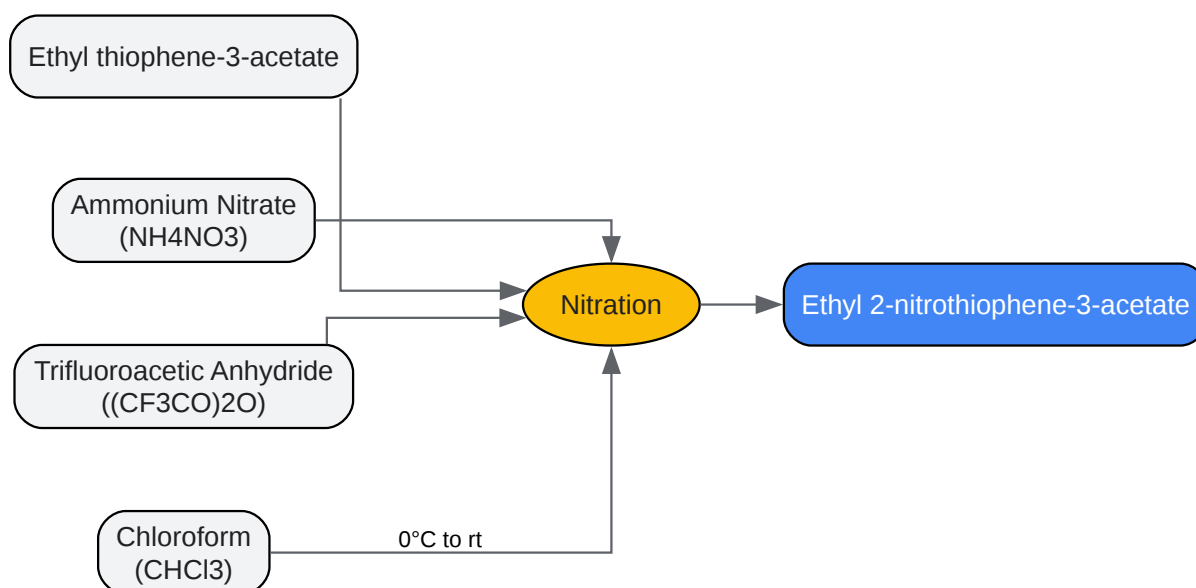 Ethyl thiophene-3-acetate
Ammonium Nitrate
(NH4NO3)
Nitration
Ethyl 2-nitrothiophene-3-acetate
Trifluoroacetic Anhydride
((CF3CO)2O)
Chloroform
(CHCl3)
0°C to rt